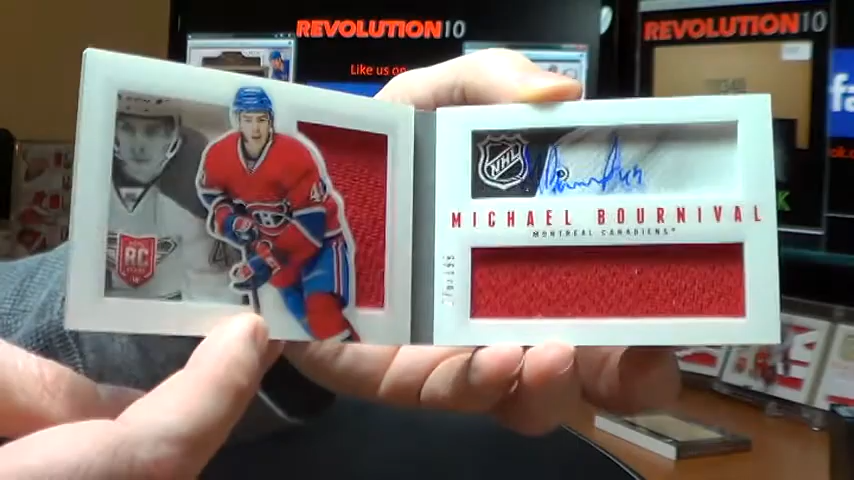 REVOLUTION10
REVOLUTION10
Like us on
RC
NHL
MICHAEL BOURNIVAL
MONTREAL CANADIENS